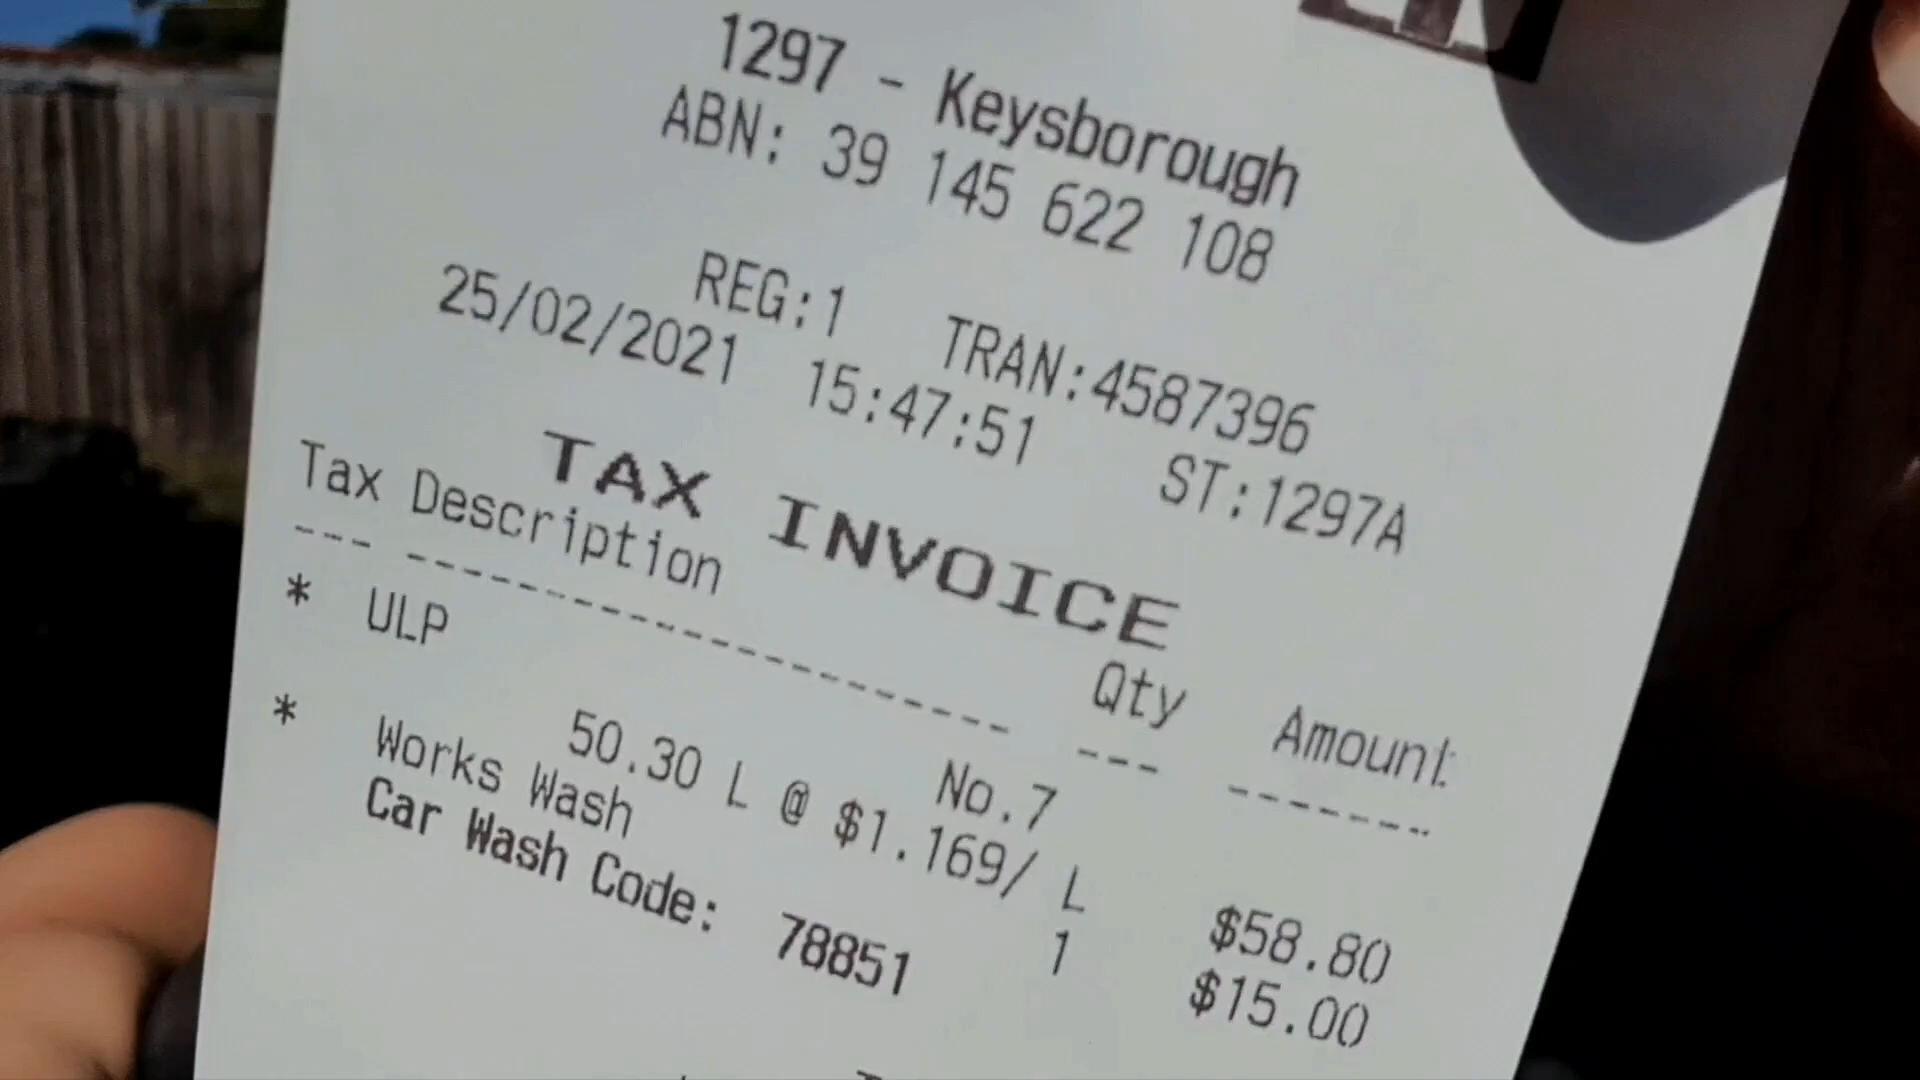 1297 - Keysborough
ABN: 39 145 622 108
REG:1 TRAN:4587396
25/02/2021 15:47:51 ST:1297A
TAX INVOICE
Tax Description Qty Amount
--- -------------------- --- -------
* ULP No.7
50.30 L @ $1.169/ L $58.80
* Works Wash 1 $15.00
Car Wash Code: 78851